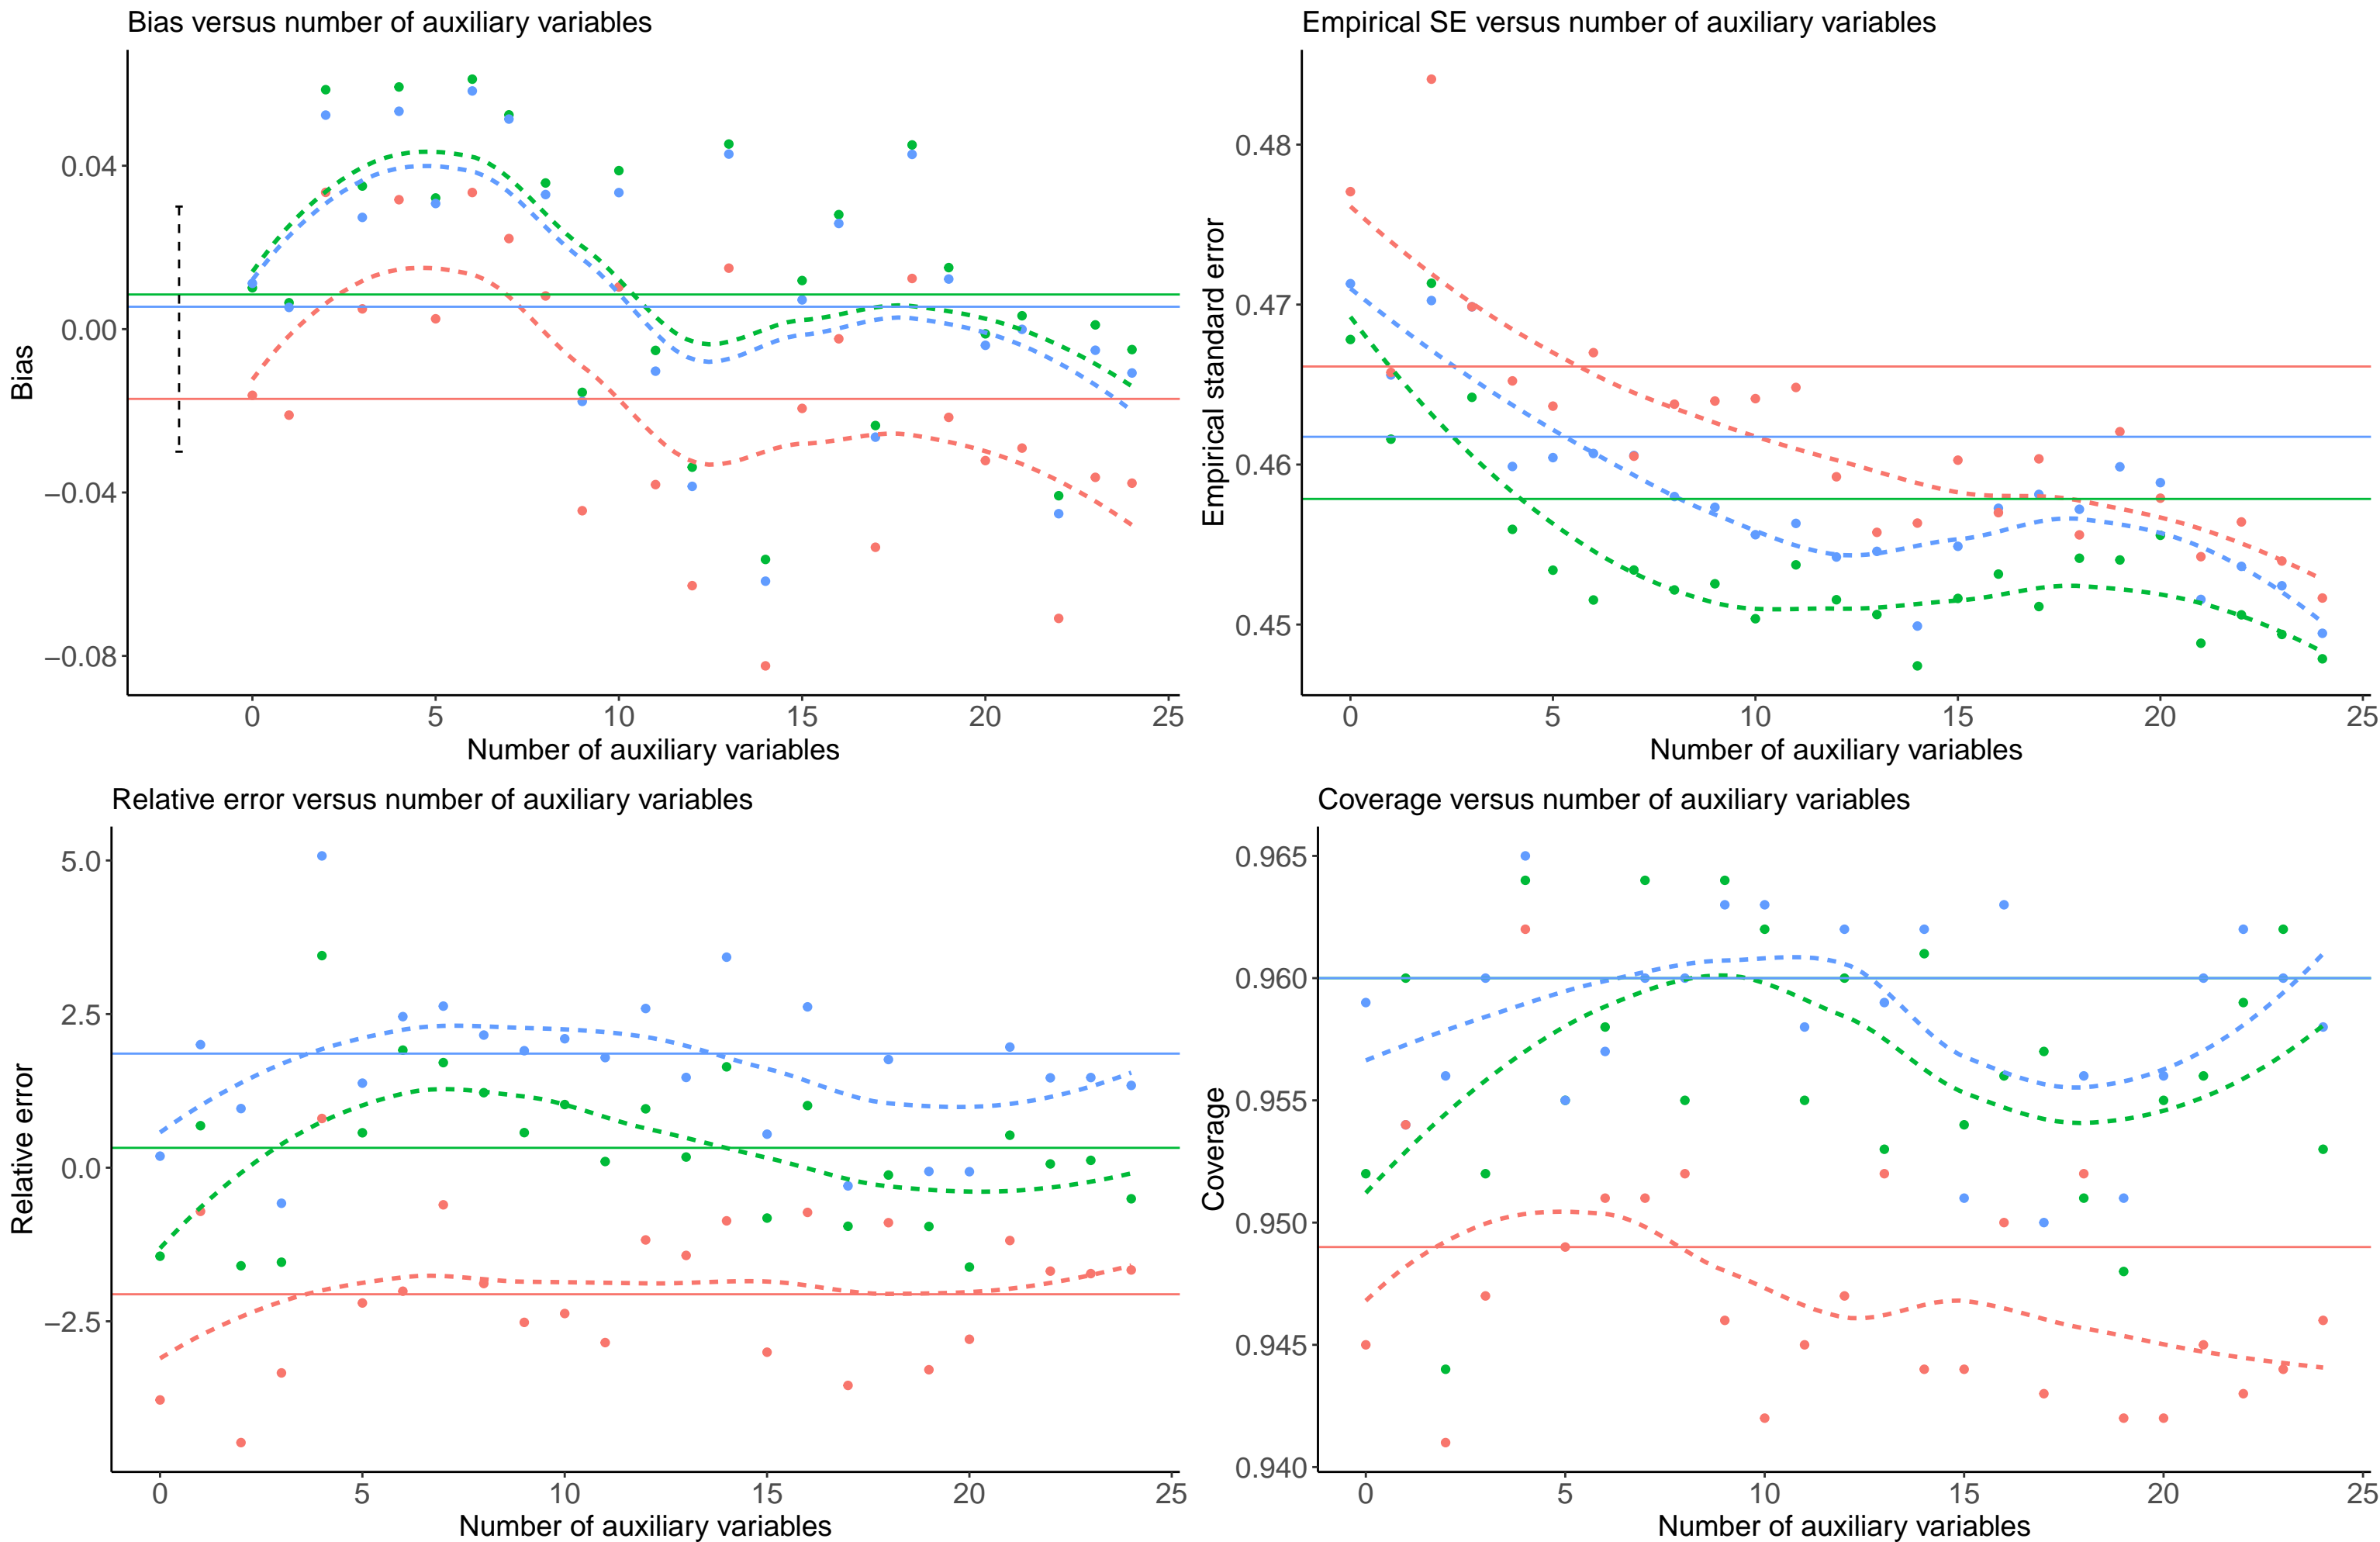 Bias versus number of auxiliary variables
Bias
0.04
0.00
−0.04
−0.08
0 5 10 15 20 25
Number of auxiliary variables
Empirical SE versus number of auxiliary variables
Empirical standard error
0.48
0.47
0.46
0.45
0 5 10 15 20 25
Number of auxiliary variables
Relative error versus number of auxiliary variables
Relative error
5.0
2.5
0.0
−2.5
0 5 10 15 20 25
Number of auxiliary variables
Coverage versus number of auxiliary variables
Coverage
0.965
0.960
0.955
0.950
0.945
0.940
0 5 10 15 20 25
Number of auxiliary variables